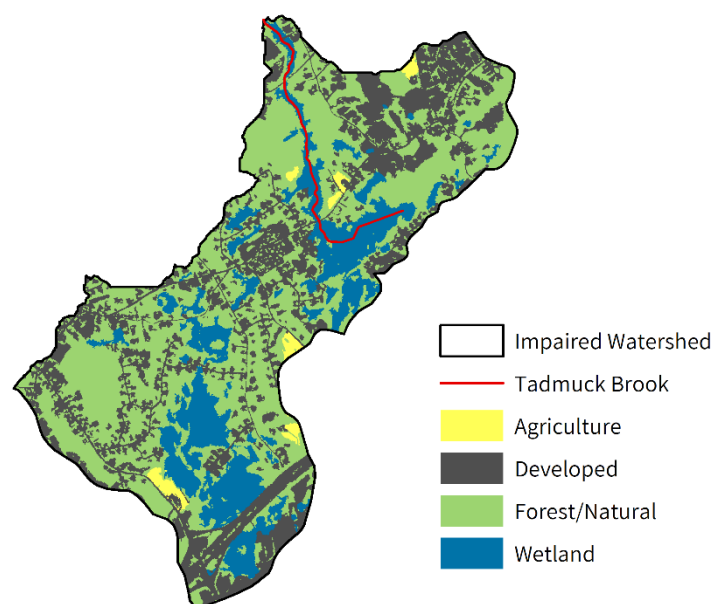 Impaired Watershed
Tadmuck Brook
Agriculture
Developed
Forest/Natural
Wetland